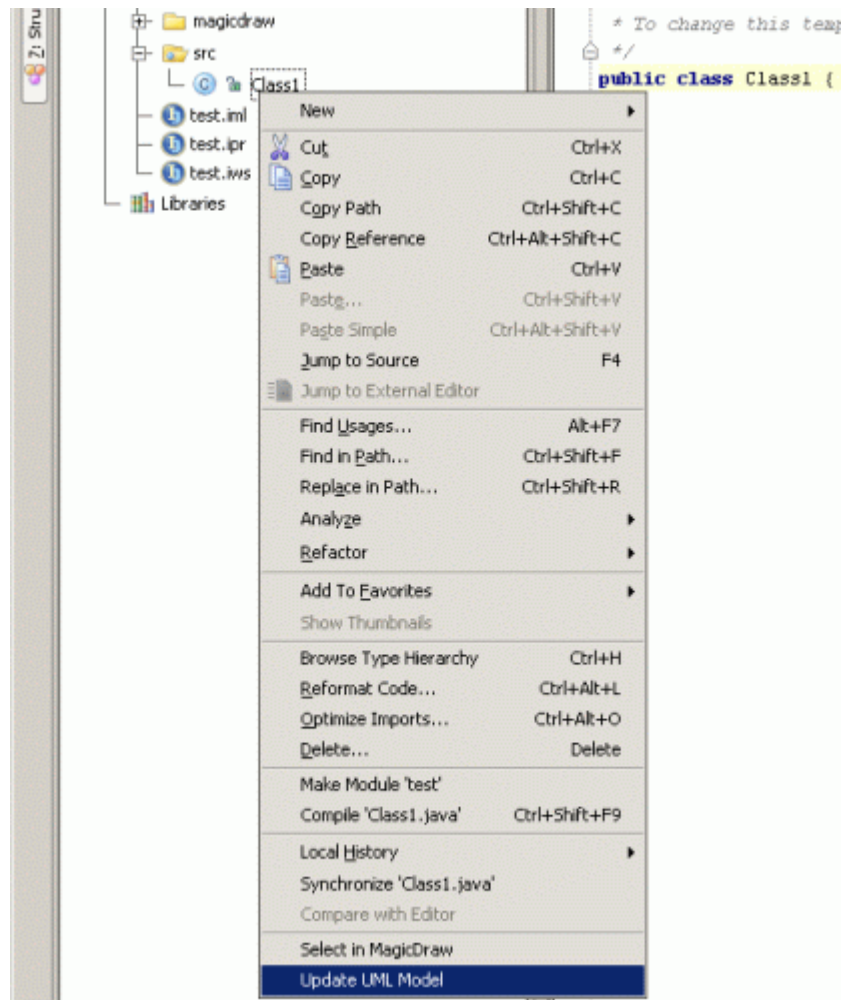 Z: Stru
magicdraw
src
Class1
test.iml
test.ipr
test.iws
Libraries
* To change this temp
*/
public class Class1 {
New
Cut Ctrl+X
Copy Ctrl+C
Copy Path Ctrl+Shift+C
Copy Reference Ctrl+Alt+Shift+C
Paste Ctrl+V
Paste... Ctrl+Shift+V
Paste Simple Ctrl+Alt+Shift+V
Jump to Source F4
Jump to External Editor
Find Usages... Alt+F7
Find in Path... Ctrl+Shift+F
Replace in Path... Ctrl+Shift+R
Analyze
Refactor
Add To Favorites
Show Thumbnails
Browse Type Hierarchy Ctrl+H
Reformat Code... Ctrl+Alt+L
Optimize Imports... Ctrl+Alt+O
Delete... Delete
Make Module 'test'
Compile 'Class1.java' Ctrl+Shift+F9
Local History
Synchronize 'Class1.java'
Compare with Editor
Select in MagicDraw
Update UML Model